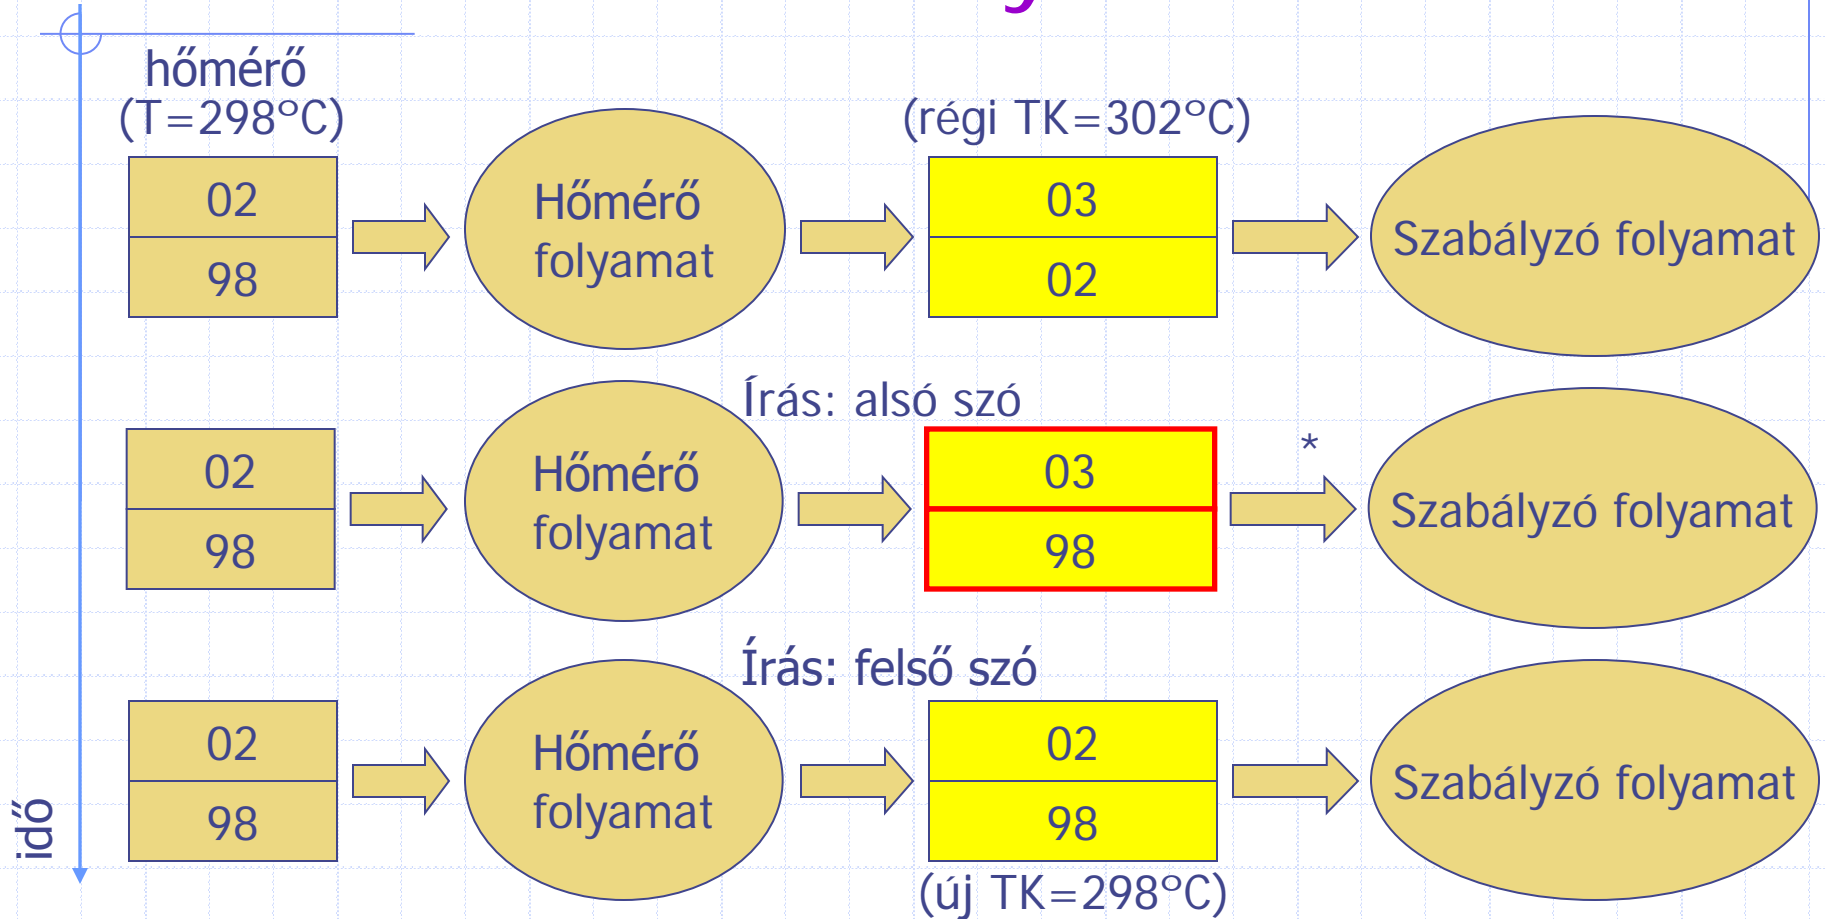 hőmérő
(T=298°C)
(régi TK=302°C)
02
98
Hőmérő
folyamat
03
02
Szabályzó folyamat
Írás: alsó szó
02
98
Hőmérő
folyamat
03
98
*
Szabályzó folyamat
Írás: felső szó
02
98
Hőmérő
folyamat
02
98
Szabályzó folyamat
(új TK=298°C)
idő